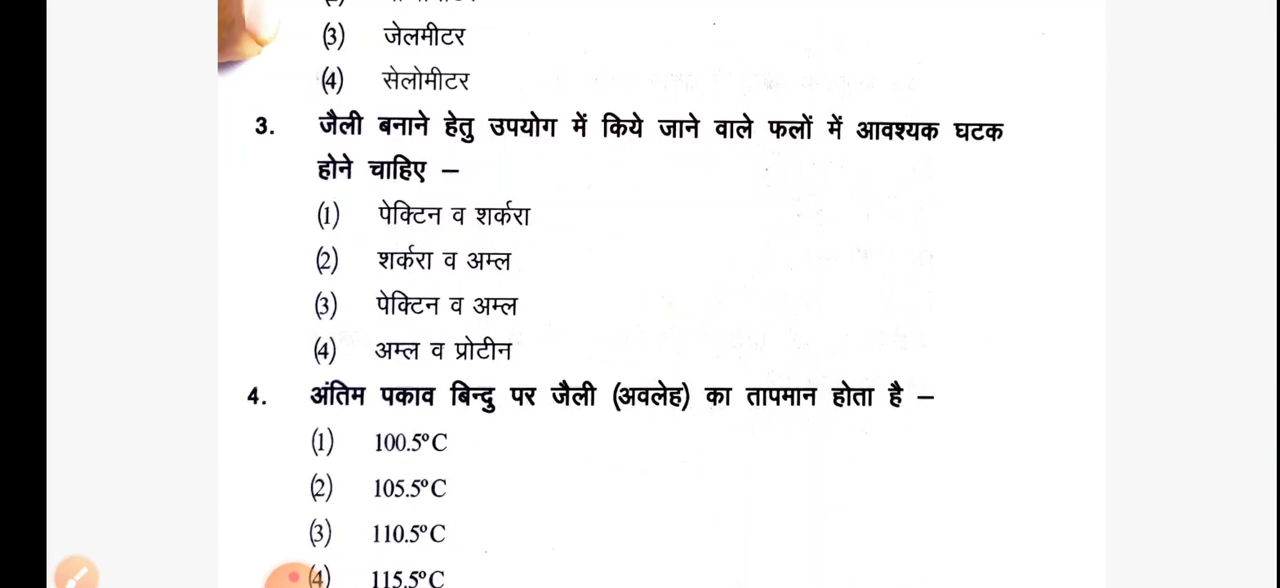 (3) जेलमीटर
(4) सेलोमीटर
3. जैली बनाने हेतु उपयोग में किये जाने वाले फलों में आवश्यक घटक
होने चाहिए –
(1) पेक्टिन व शर्करा
(2) शर्करा व अम्ल
(3) पेक्टिन व अम्ल
(4) अम्ल व प्रोटीन
4. अंतिम पकाव बिन्दु पर जैली (अवलेह) का तापमान होता है –
(1) 100.5°C
(2) 105.5°C
(3) 110.5°C
(4) 115.5°C